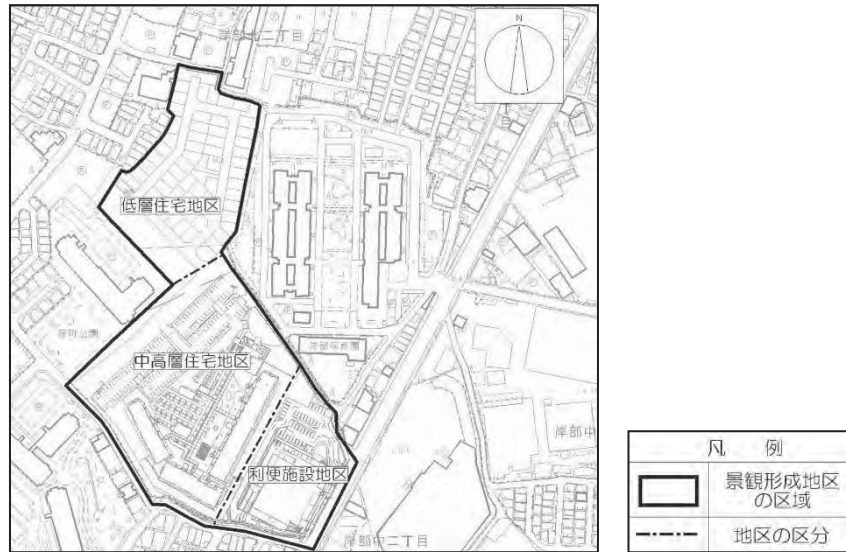 岸部北二丁目
N
低層住宅地区
岸町公園
中高層住宅地区
岸部保育園
利便施設地区
岸部中
岸部中二丁目
凡 例
景観形成地区
の区域
地区の区分